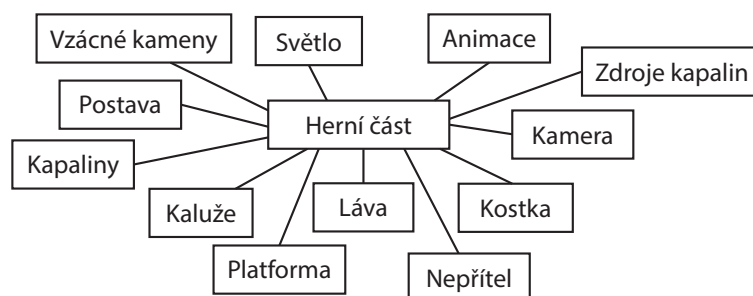 Vzácné kameny
Světlo
Animace
Zdroje kapalin
Postava
Herní část
Kamera
Kapaliny
Kaluže
Láva
Kostka
Platforma
Nepřítel